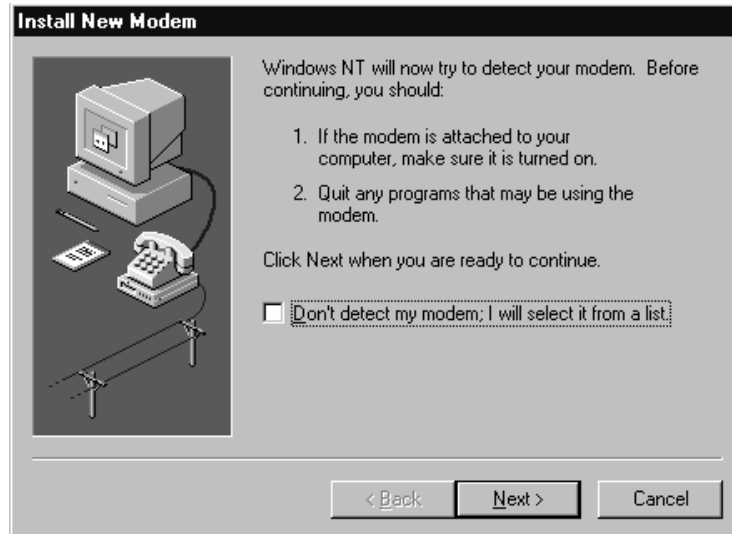 Install New Modem
Windows NT will now try to detect your modem. Before
continuing, you should:
1. If the modem is attached to your
computer, make sure it is turned on.
2. Quit any programs that may be using the
modem.
Click Next when you are ready to continue.
Don't detect my modem; I will select it from a list.
< Back
Next >
Cancel